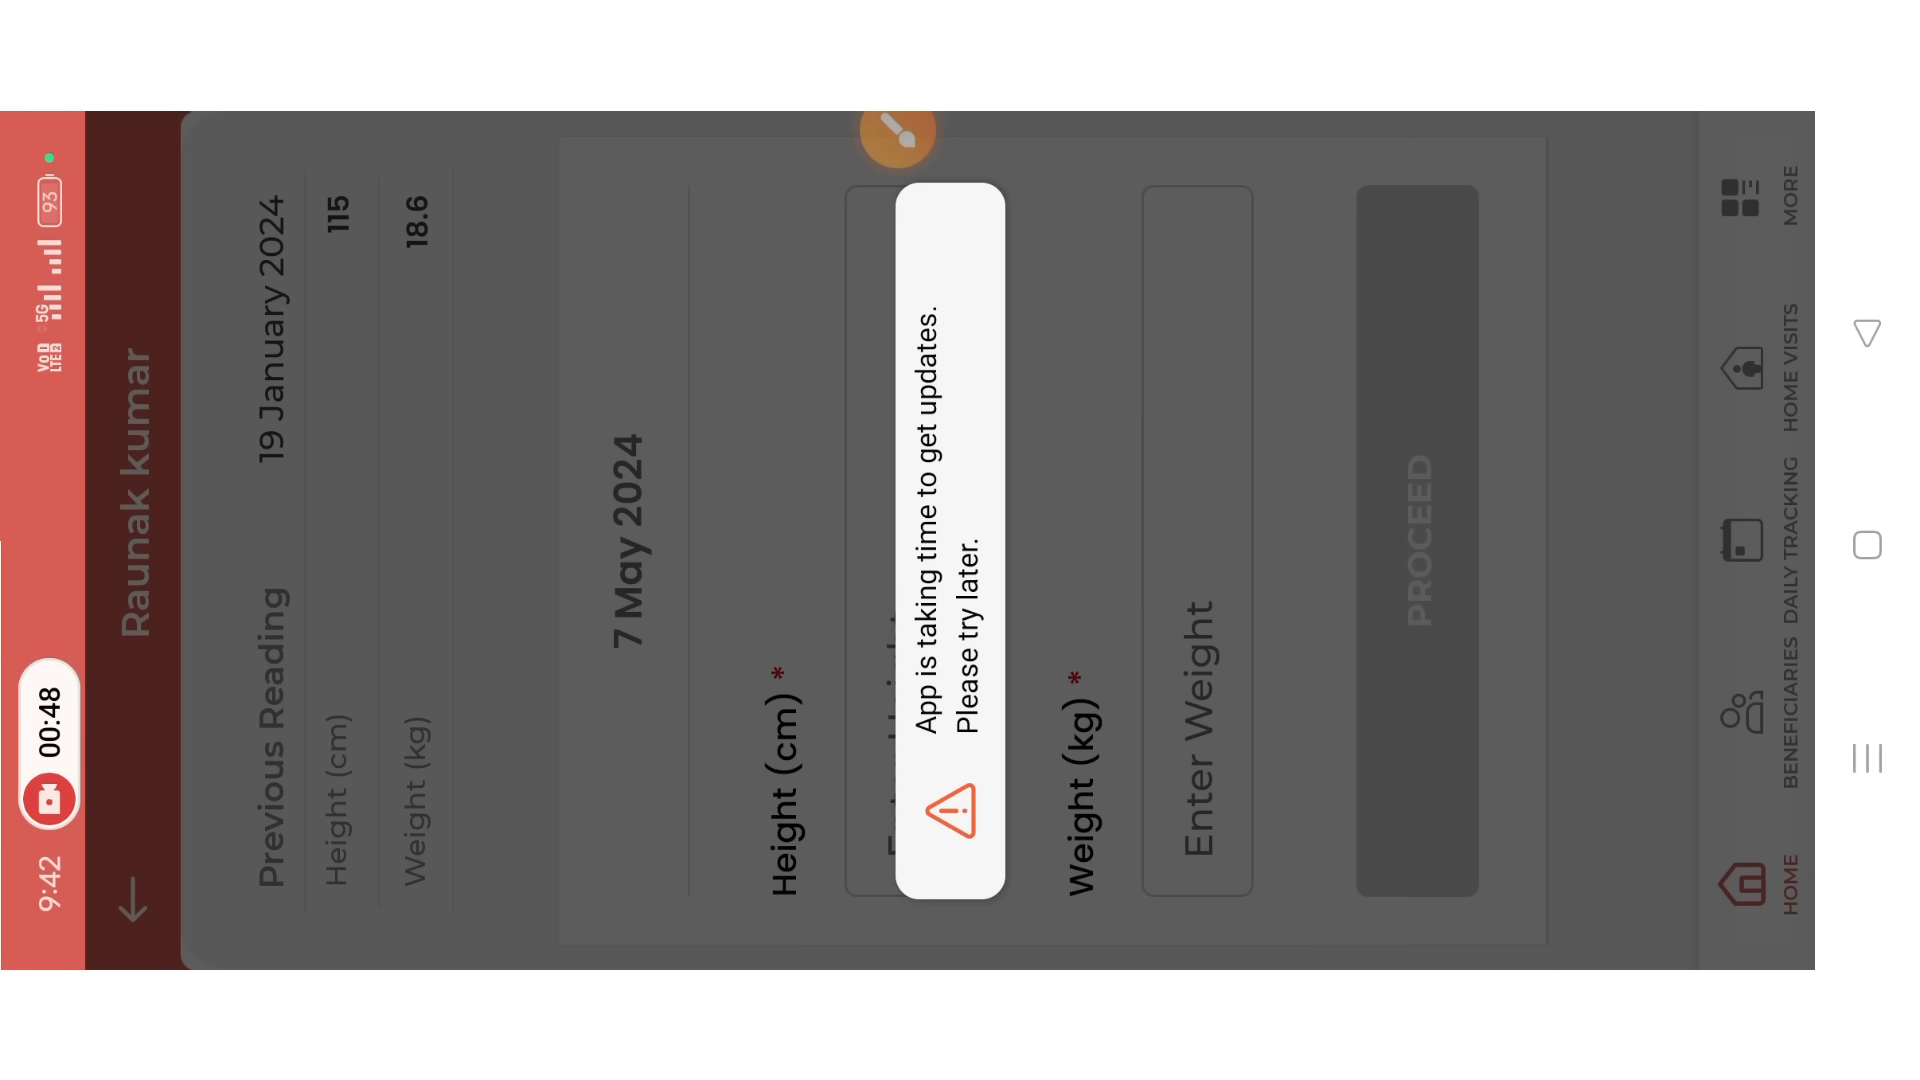 9:42
00:48
VoD LTE2
5G
93
Raunak kumar
Previous Reading 19 January 2024
Height (cm) 115
Weight (kg) 18.6
7 May 2024
Height (cm) *
App is taking time to get updates.
Please try later.
Weight (kg) *
Enter Weight
PROCEED
HOME BENEFICIARIES DAILY TRACKING HOME VISITS MORE